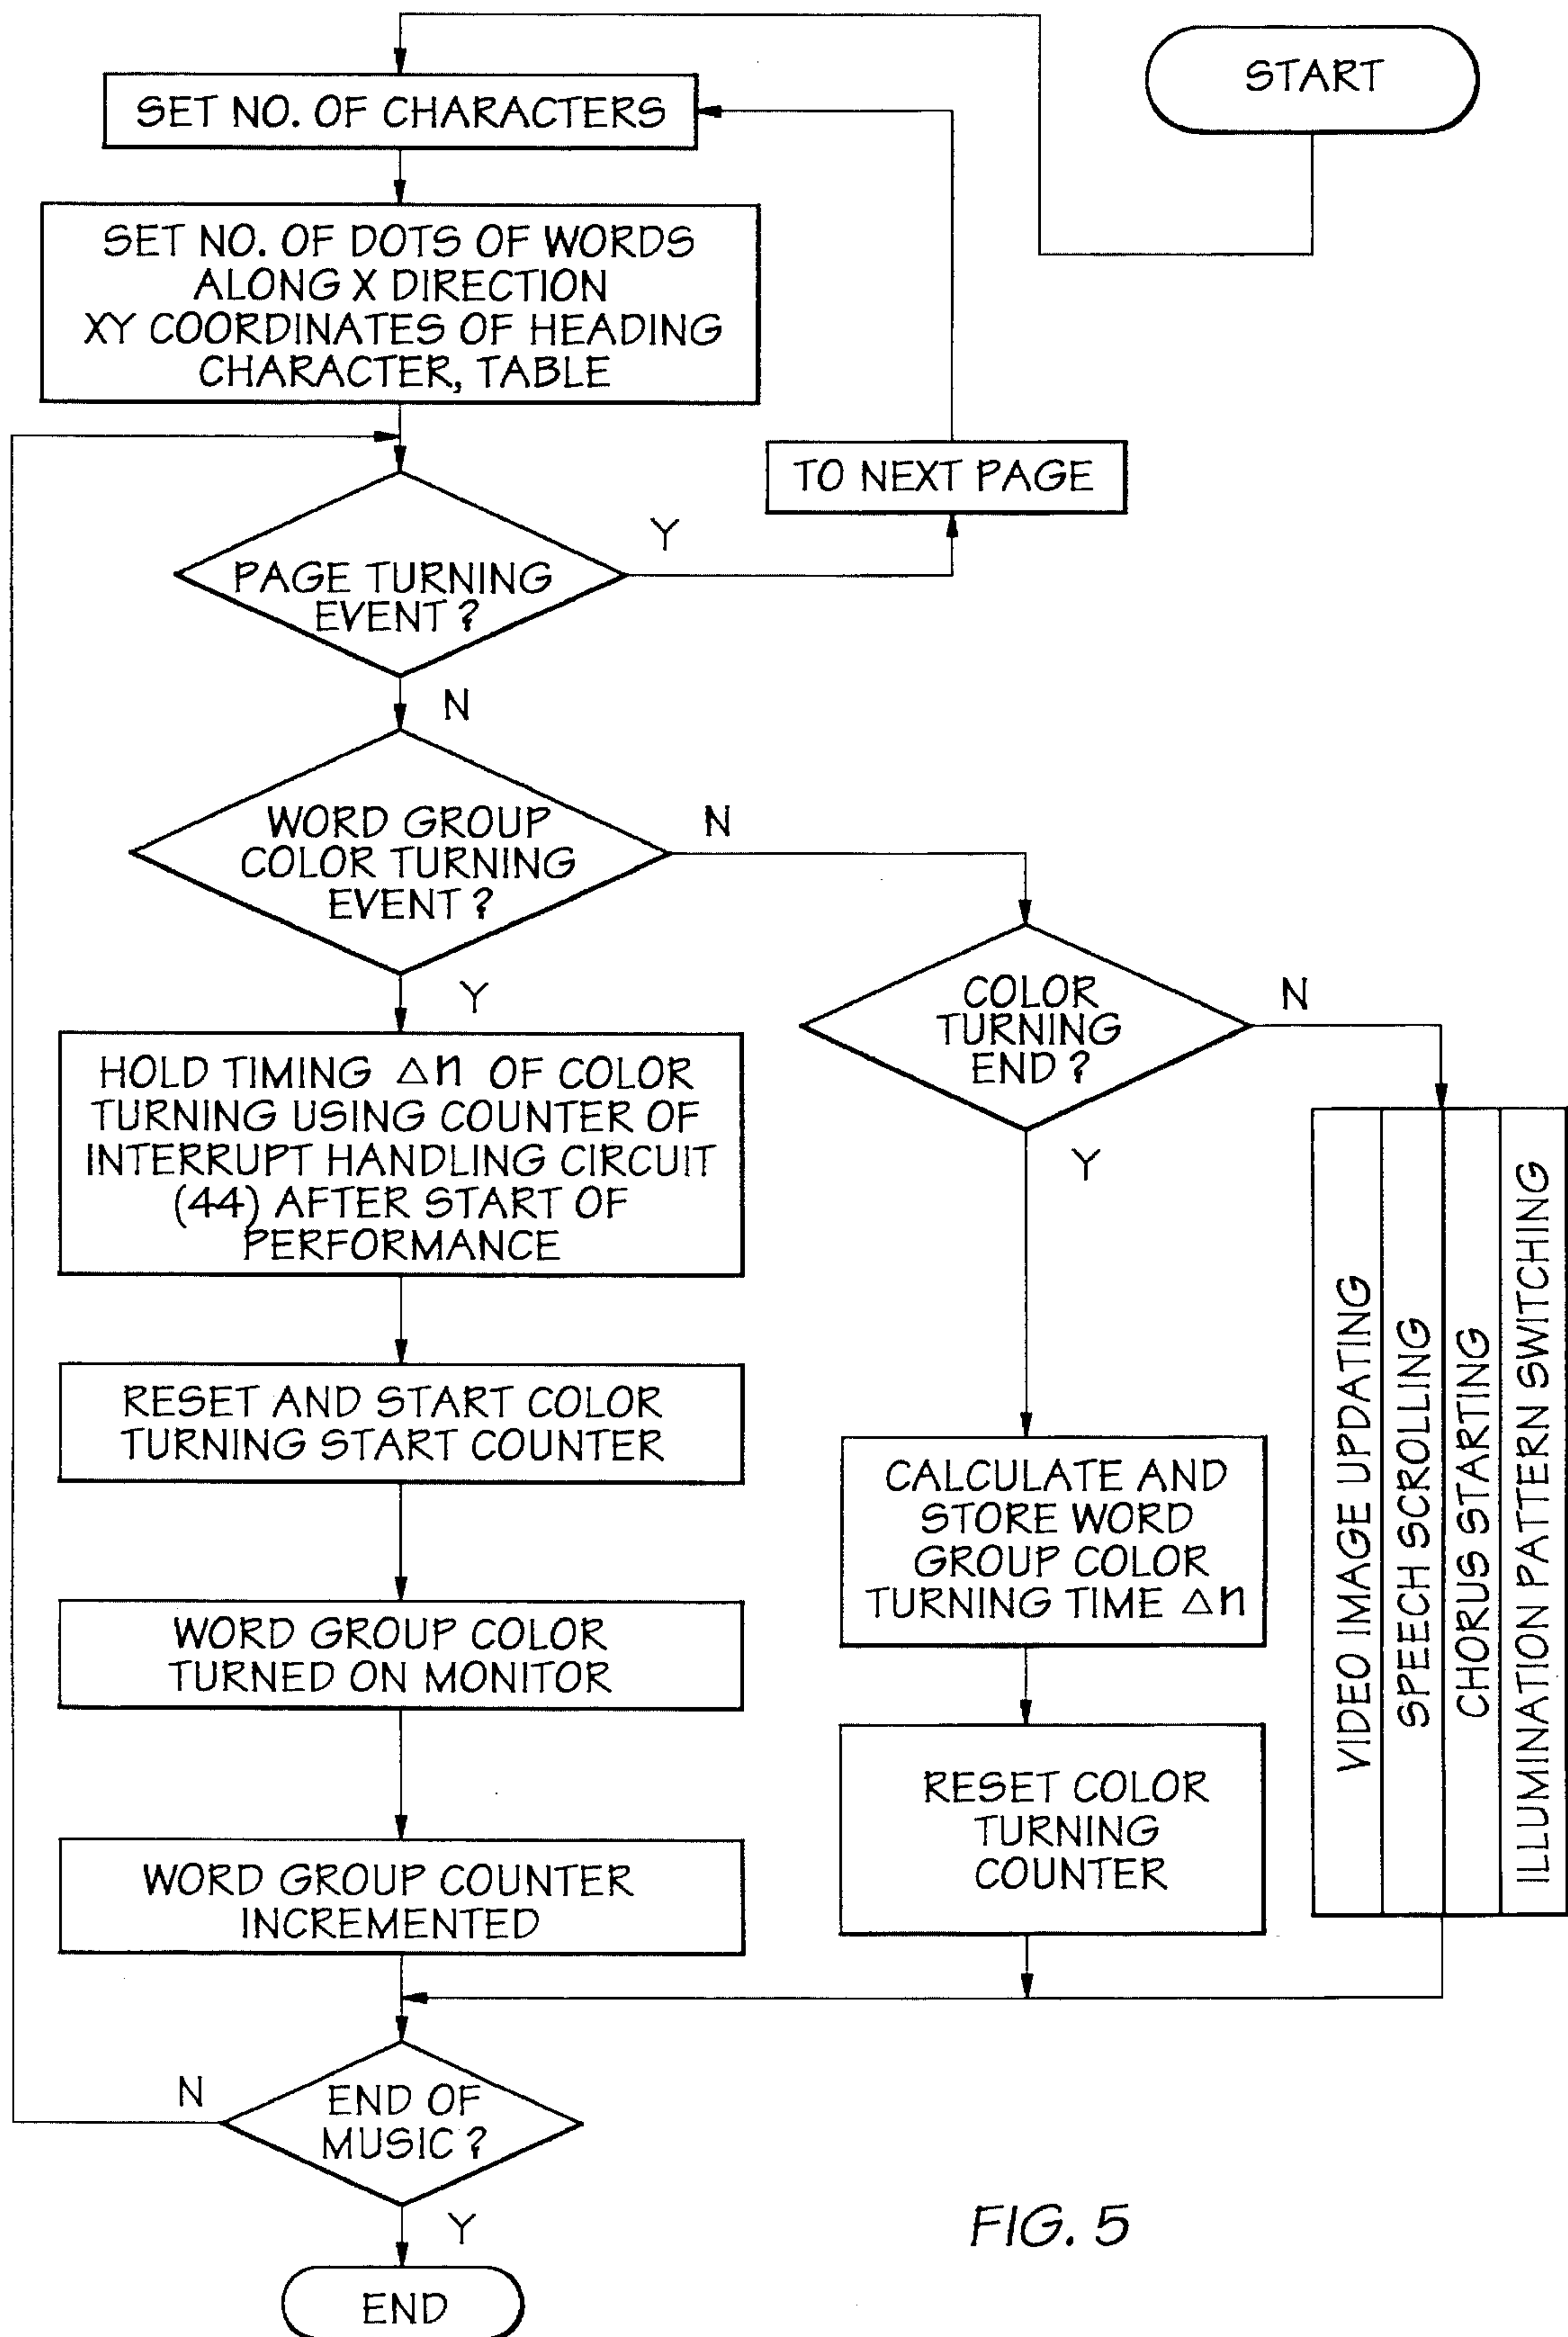 START
SET NO. OF CHARACTERS
SET NO. OF DOTS OF WORDS
ALONG X DIRECTION
XY COORDINATES OF HEADING
CHARACTER, TABLE
TO NEXT PAGE
Y
PAGE TURNING
EVENT ?
N
WORD GROUP
COLOR TURNING
EVENT ?
N
Y
COLOR
TURNING
END ?
N
Y
HOLD TIMING △n OF COLOR
TURNING USING COUNTER OF
INTERRUPT HANDLING CIRCUIT
(44) AFTER START OF
PERFORMANCE
RESET AND START COLOR
TURNING START COUNTER
WORD GROUP COLOR
TURNED ON MONITOR
WORD GROUP COUNTER
INCREMENTED
CALCULATE AND
STORE WORD
GROUP COLOR
TURNING TIME △n
RESET COLOR
TURNING
COUNTER
VIDEO IMAGE UPDATING
SPEECH SCROLLING
CHORUS STARTING
ILLUMINATION PATTERN SWITCHING
N
END OF
MUSIC ?
Y
END
FIG. 5